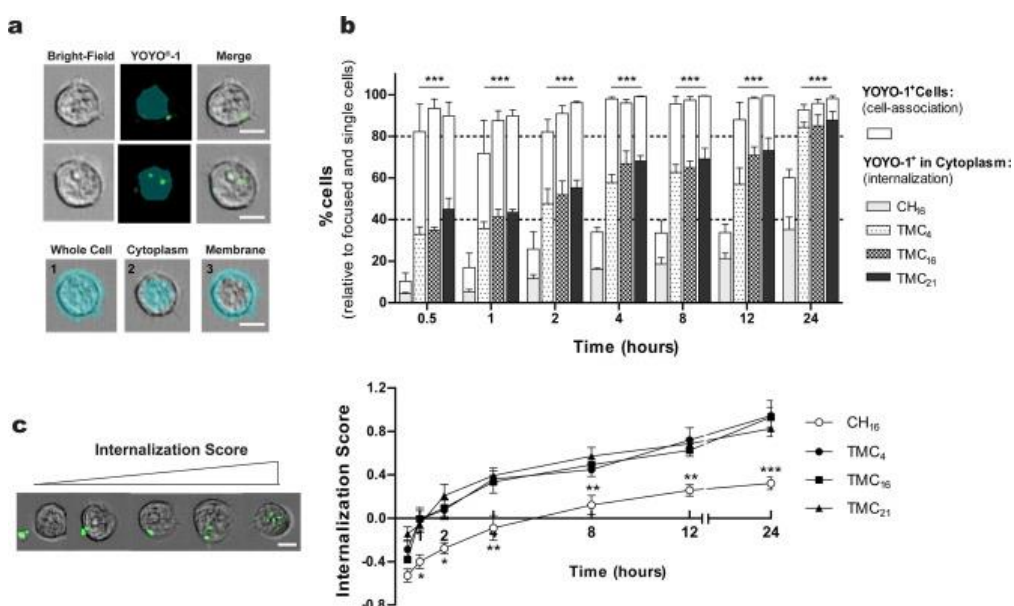 a
Bright-Field YOYO®-1 Merge
Whole Cell Cytoplasm Membrane
1 2 3
b
*** *** *** *** *** *** ***
100
80
60
40
20
0
% cells
(relative to focused and single cells)
0.5 1 2 4 8 12 24
Time (hours)
YOYO-1⁺Cells:
(cell-association)
YOYO-1⁺ in Cytoplasm:
(internalization)
CH₁₆
TMC₄
TMC₁₆
TMC₂₁
c
Internalization Score
1.2
0.8
0.4
0.0
-0.4
-0.8
Internalization Score
1 2 8 12 24
* * ** ** ** ***
Time (hours)
CH₁₆
TMC₄
TMC₁₆
TMC₂₁